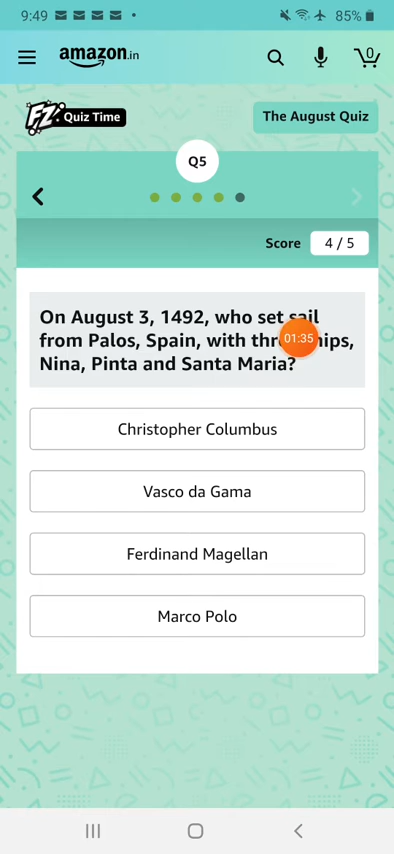 9:49
85%
amazon.in
0
FZ Quiz Time
The August Quiz
Q5
Score 4 / 5
On August 3, 1492, who set sail
from Palos, Spain, with ships,
01:35
Nina, Pinta and Santa Maria?
Christopher Columbus
Vasco da Gama
Ferdinand Magellan
Marco Polo